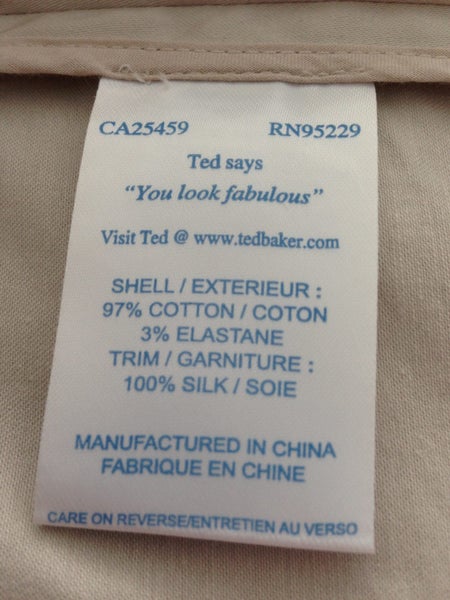 CA25459 RN95229
Ted says
“You look fabulous”
Visit Ted @ www.tedbaker.com
SHELL / EXTERIEUR :
97% COTTON / COTON
3% ELASTANE
TRIM / GARNITURE :
100% SILK / SOIE
MANUFACTURED IN CHINA
FABRIQUE EN CHINE
CARE ON REVERSE/ENTRETIEN AU VERSO